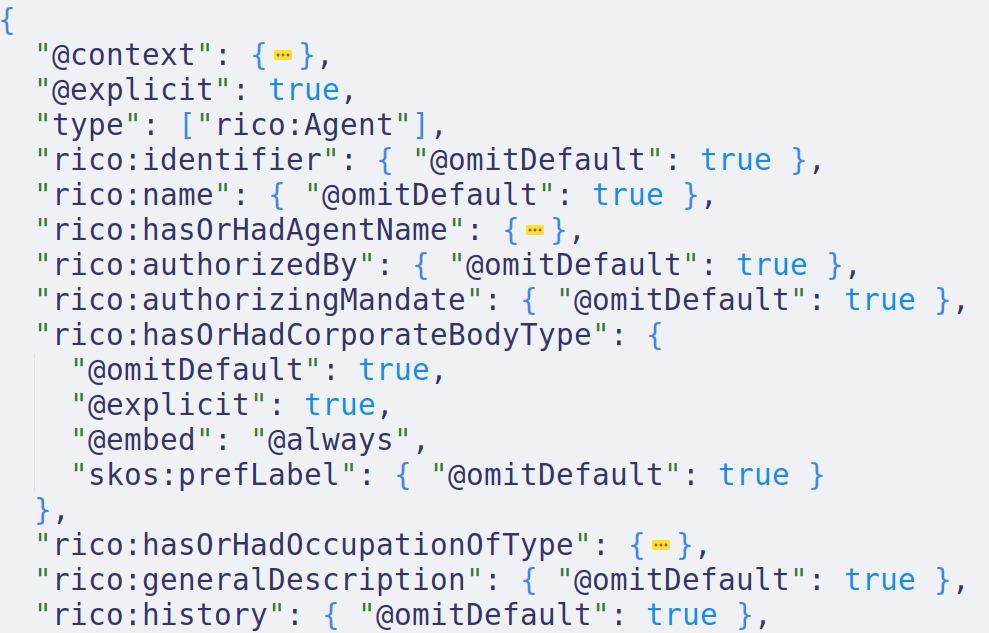 {
  "@context": {…},
  "@explicit": true,
  "type": ["rico:Agent"],
  "rico:identifier": { "@omitDefault": true },
  "rico:name": { "@omitDefault": true },
  "rico:hasOrHadAgentName": {…},
  "rico:authorizedBy": { "@omitDefault": true },
  "rico:authorizingMandate": { "@omitDefault": true },
  "rico:hasOrHadCorporateBodyType": {
    "@omitDefault": true,
    "@explicit": true,
    "@embed": "@always",
    "skos:prefLabel": { "@omitDefault": true }
  },
  "rico:hasOrHadOccupationOfType": {…},
  "rico:generalDescription": { "@omitDefault": true },
  "rico:history": { "@omitDefault": true },